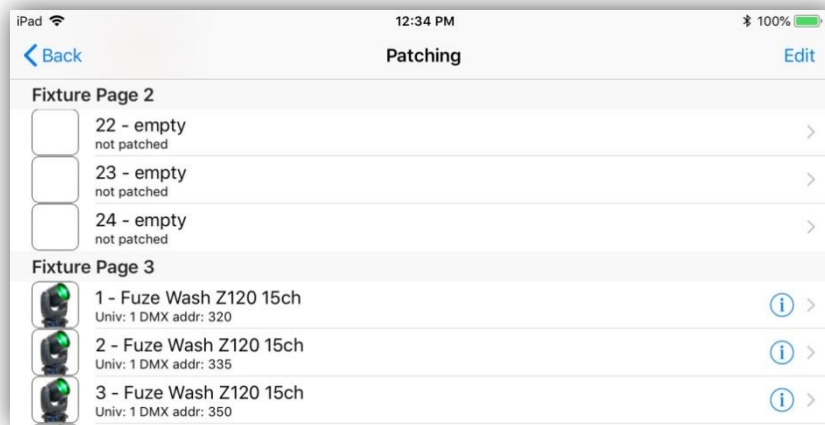 iPad 12:34 PM 100%
Back Patching Edit
Fixture Page 2
22 - empty
not patched
23 - empty
not patched
24 - empty
not patched
Fixture Page 3
1 - Fuze Wash Z120 15ch
Univ: 1 DMX addr: 320
2 - Fuze Wash Z120 15ch
Univ: 1 DMX addr: 335
3 - Fuze Wash Z120 15ch
Univ: 1 DMX addr: 350